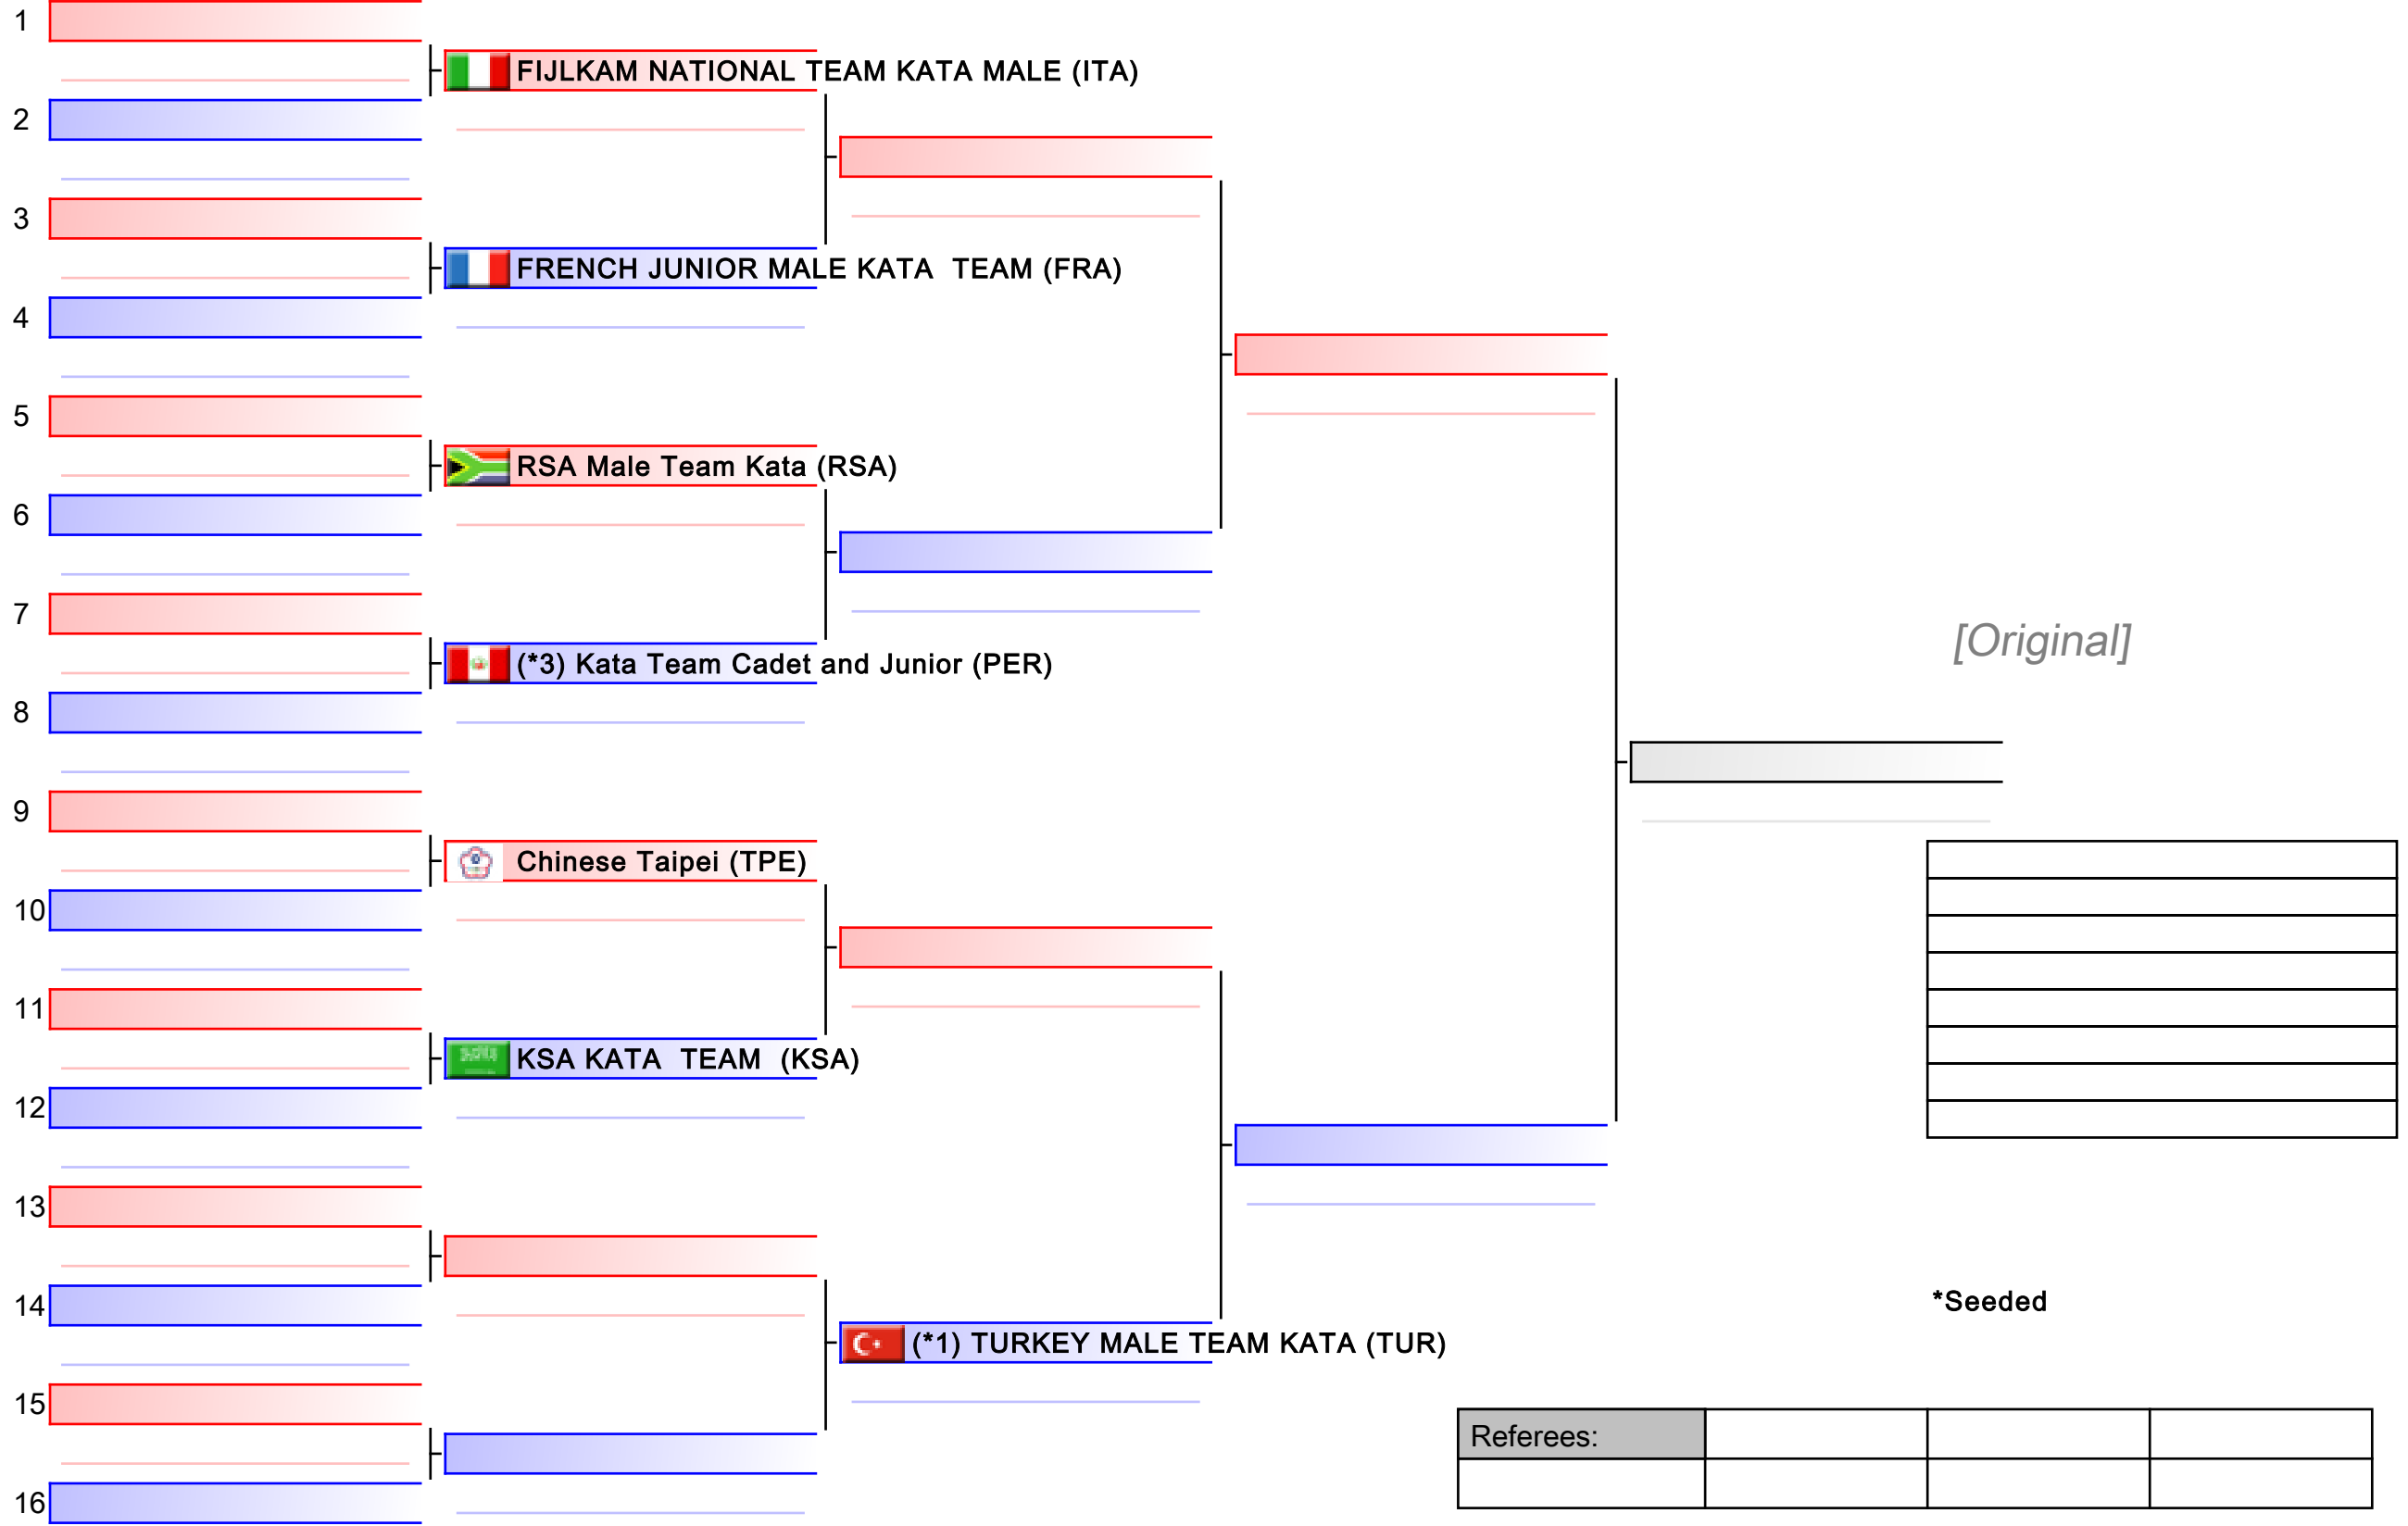 1
FIJLKAM NATIONAL TEAM KATA MALE (ITA)
2
3
FRENCH JUNIOR MALE KATA  TEAM (FRA)
4
5
RSA Male Team Kata (RSA)
6
7
[Original]
(*3) Kata Team Cadet and Junior (PER)
8
9
Chinese Taipei (TPE)
10
11
KSA KATA  TEAM  (KSA)
12
13
14
*Seeded
(*1) TURKEY MALE TEAM KATA (TUR)
15
Referees:
16